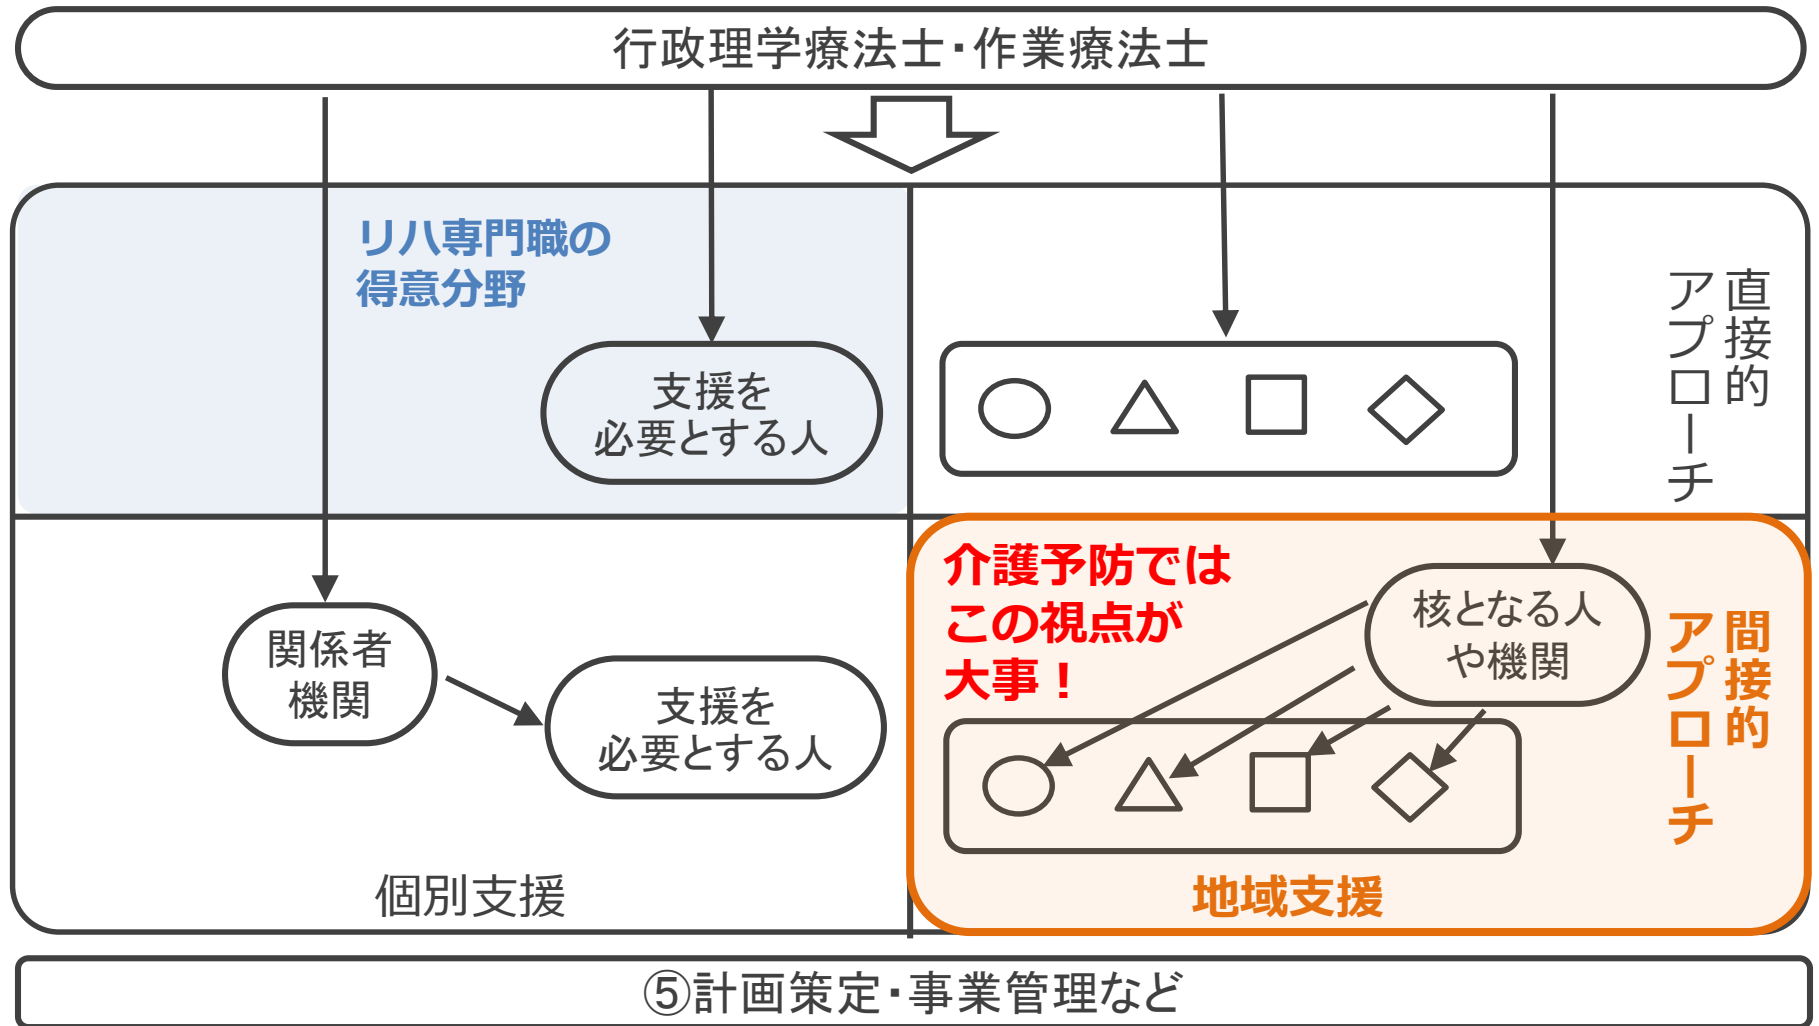 行政理学療法士・作業療法士
リハ専門職の
得意分野
支援を
必要とする人
直接的
アプローチ
関係者
機関
支援を
必要とする人
個別支援
介護予防では
この視点が
大事！
核となる人
や機関
間接的
アプローチ
地域支援
⑤計画策定・事業管理など